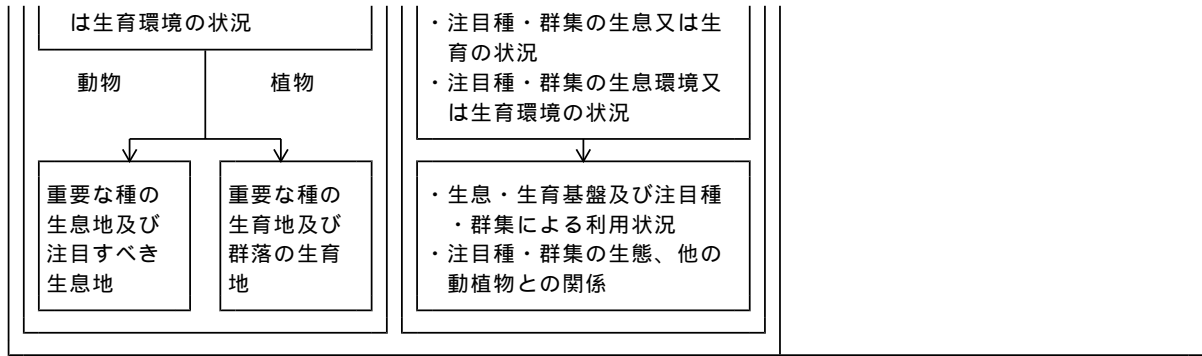 は生育環境の状況
動物
植物
重要な種の
生息地及び
注目すべき
生息地
重要な種の
生育地及び
群落の生育
地
・注目種・群集の生息又は生
育の状況
・注目種・群集の生息環境又
は生育環境の状況
・生息・生育基盤及び注目種
・群集による利用状況
・注目種・群集の生態、他の
動植物との関係